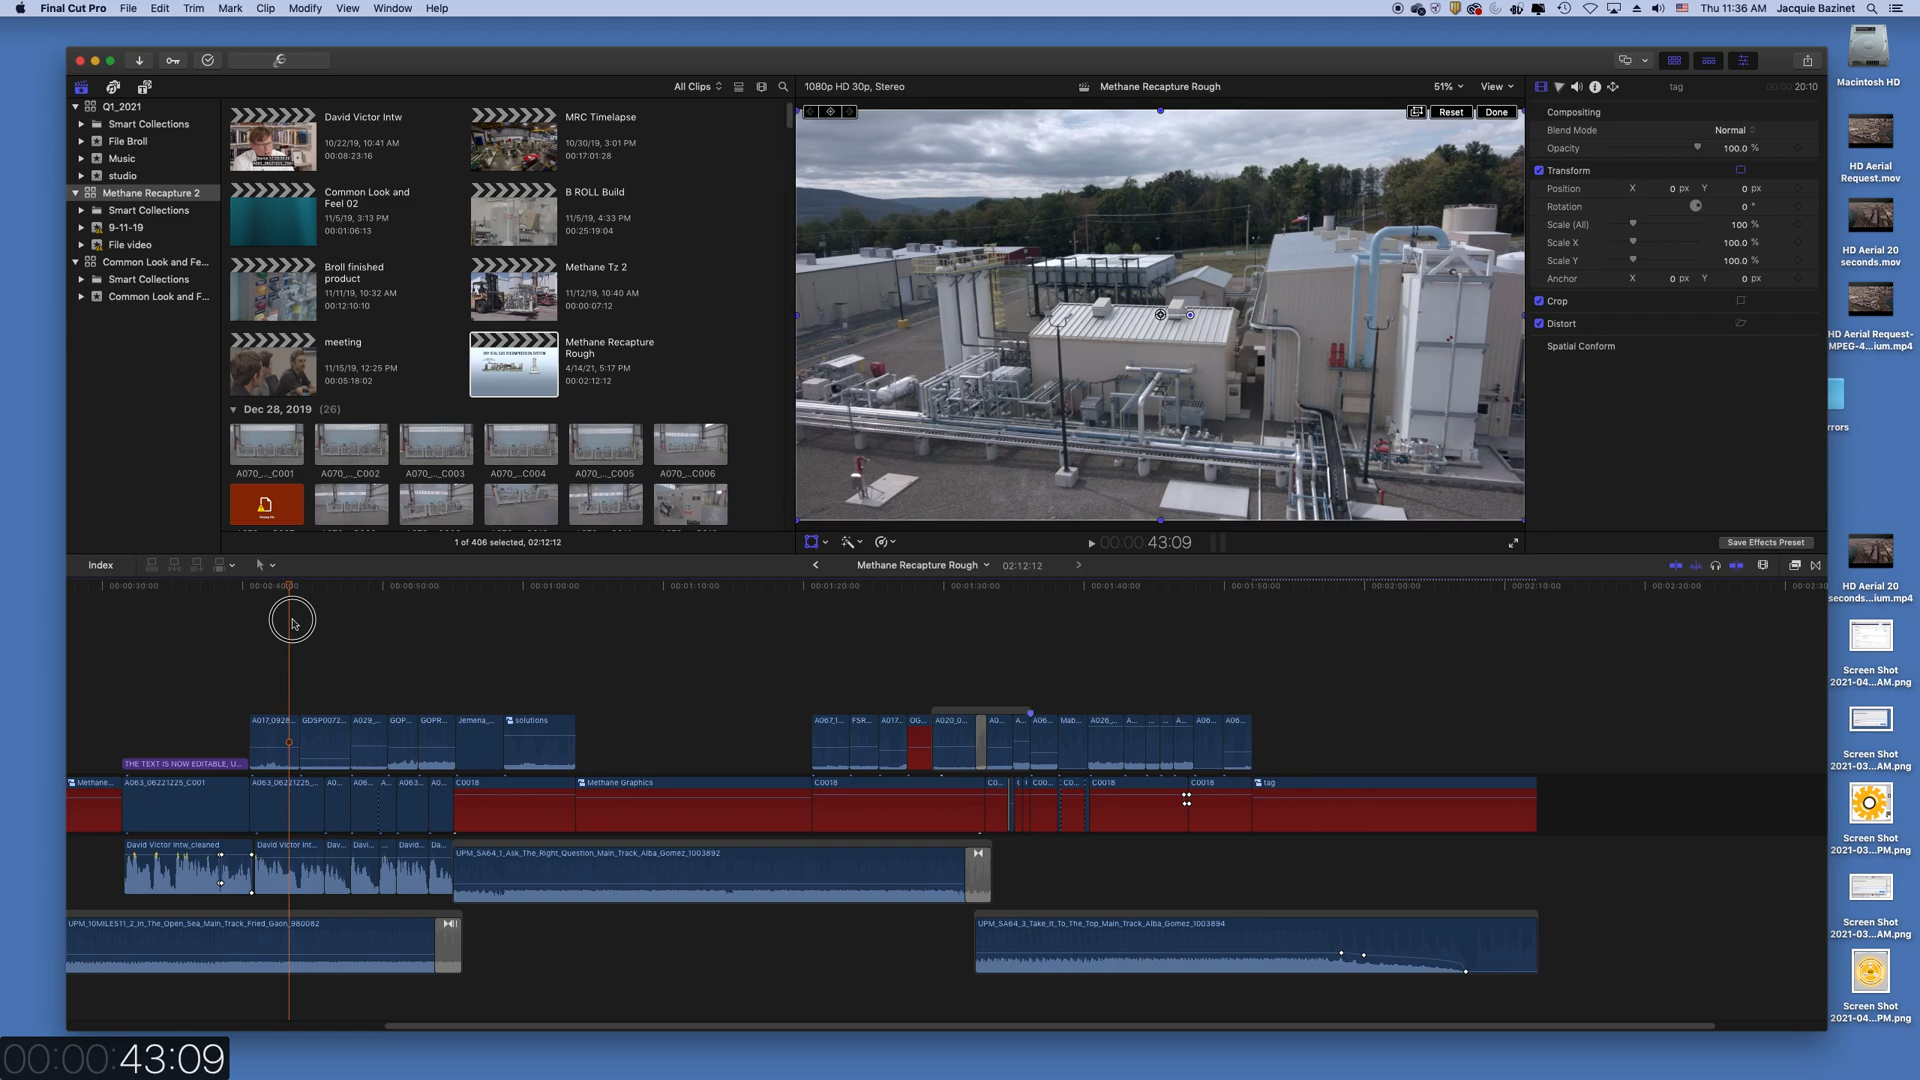 Final Cut Pro File Edit Trim Mark Clip Modify View Window Help
Thu 11:36 AM Jacquie Bazinet
All Clips
1080p HD 30p, Stereo
Methane Recapture Rough
51% View
tag
20:10
Q1_2021
Smart Collections
File Broll
Music
studio
Methane Recapture 2
Smart Collections
9-11-19
File video
Common Look and Fe...
Smart Collections
Common Look and F...
David Victor Intw
10/22/19, 10:41 AM
00:08:23:16
MRC Timelapse
10/30/19, 3:01 PM
00:17:01:28
Common Look and
Feel 02
11/5/19, 3:13 PM
00:01:06:13
B ROLL Build
11/5/19, 4:33 PM
00:25:19:04
Broll finished
product
11/11/19, 10:32 AM
00:12:10:10
Methane Tz 2
11/12/19, 10:40 AM
00:00:07:12
meeting
11/15/19, 12:25 PM
00:05:18:02
Methane Recapture
Rough
4/14/21, 5:17 PM
00:02:12:12
Dec 28, 2019 (26)
A070_..._C001
A070_..._C002
A070_..._C003
A070_..._C004
A070_..._C005
A070_..._C006
1 of 406 selected, 02:12:12
Reset
Done
00:00:43:09
Compositing
Blend Mode Normal
Opacity 100.0 %
Transform
Position X 0 px Y 0 px
Rotation 0 °
Scale (All) 100 %
Scale X 100.0 %
Scale Y 100.0 %
Anchor X 0 px Y 0 px
Crop
Distort
Spatial Conform
Save Effects Preset
Macintosh HD
HD Aerial
Request.mov
HD Aerial 20
seconds.mov
HD Aerial Request-
MPEG-4...ium.mp4
rrors
HD Aerial 20
seconds...ium.mp4
Screen Shot
2021-04...AM.png
Screen Shot
2021-03...AM.png
Screen Shot
2021-03...AM.png
Screen Shot
2021-03...AM.png
Screen Shot
2021-04...PM.png
Index
Methane Recapture Rough
02:12:12
00:00:30:00
00:00:40:00
00:00:50:00
00:01:00:00
00:01:10:00
00:01:20:00
00:01:30:00
00:01:40:00
00:01:50:00
00:02:00:00
00:02:10:00
00:02:20:00
00:02:30
A017_0928... GDSP0072... A029_... GOP... GOPR... Jemena_... solutions
A067_1... FSR... A017... OG... A020_0... A0... A... A06... Mab... A026_... A... ... ... A... A06... A06...
THE TEXT IS NOW EDITABLE, U...
Methane... A063_06221225_C001 A063_06221225_... A0... A06... A... A063... A0... C0018 Methane Graphics C0018 C0... C00... C0... C0018 C0018 tag
David Victor Intw_cleaned David Victor Int... Dav... Davi... ... David... Da...
UPM_SA64_1_Ask_The_Right_Question_Main_Track_Alba_Gomez_1003892
UPM_10MILES11_2_In_The_Open_Sea_Main_Track_Fried_Gaon_980082
UPM_SA64_3_Take_It_To_The_Top_Main_Track_Alba_Gomez_1003894
00:00:43:09